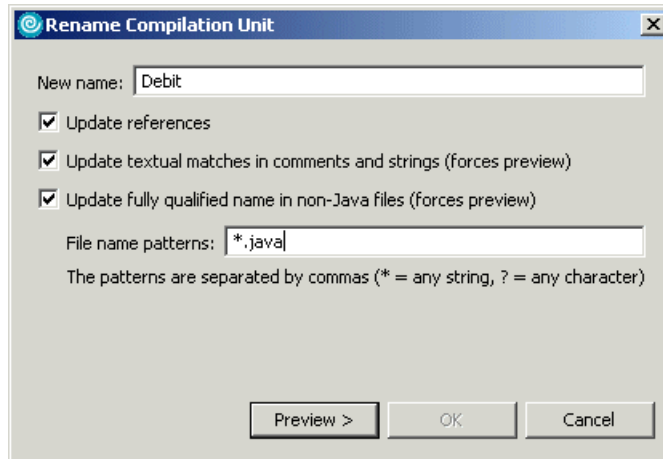 Rename Compilation Unit
New name: Debit
Update references
Update textual matches in comments and strings (forces preview)
Update fully qualified name in non-Java files (forces preview)
File name patterns: *.java
The patterns are separated by commas (* = any string, ? = any character)
Preview > OK Cancel